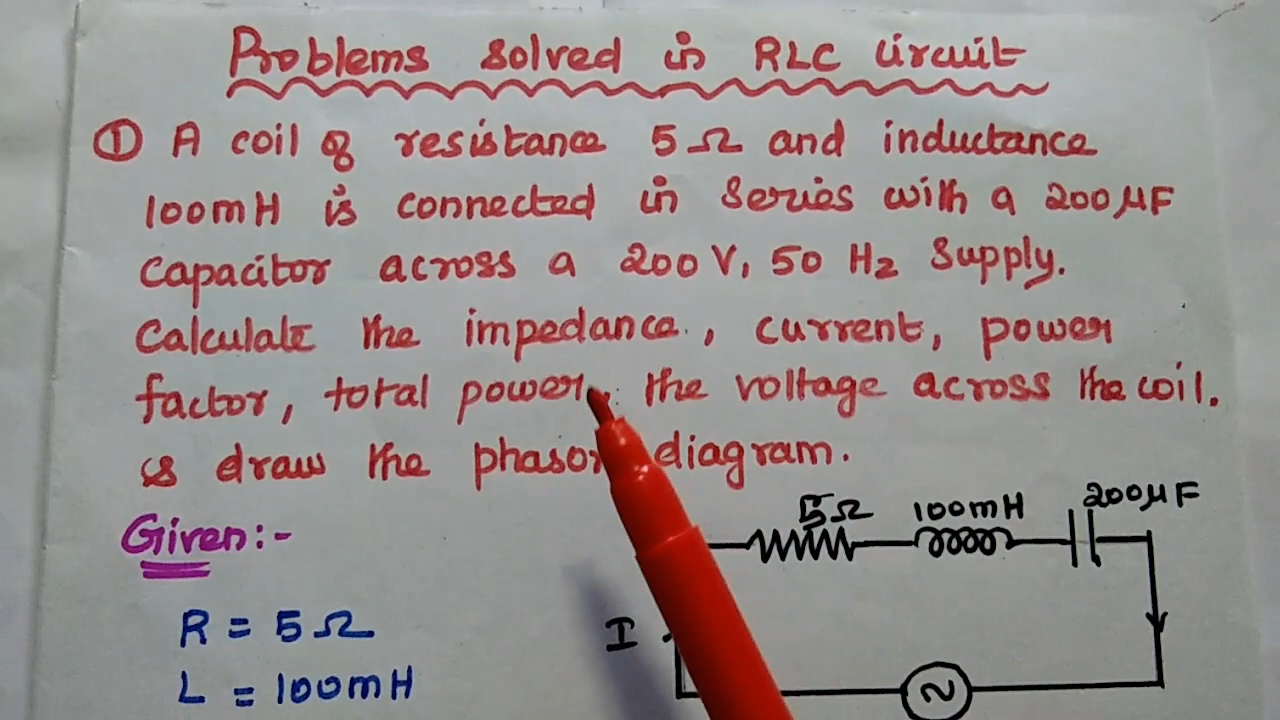 Problems solved in RLC circuit
① A coil of resistance 5Ω and inductance
100mH is connected in series with a 200μF
capacitor across a 200V, 50 Hz supply.
Calculate the impedance, current, power
factor, total power, the voltage across the coil.
is draw the phasor diagram.
5Ω 100mH 200μF
Given:-
R = 5Ω
I
L = 100mH
~